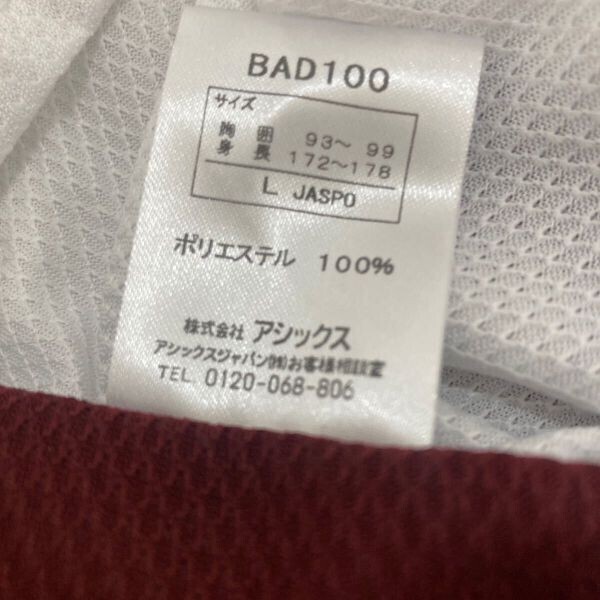 BAD100
サイズ
胸囲 93～99
身長 172～178
L JASPO
ポリエステル 100%
株式会社 アシックス
アシックスジャパン㈱お客様相談室
TEL 0120-068-806